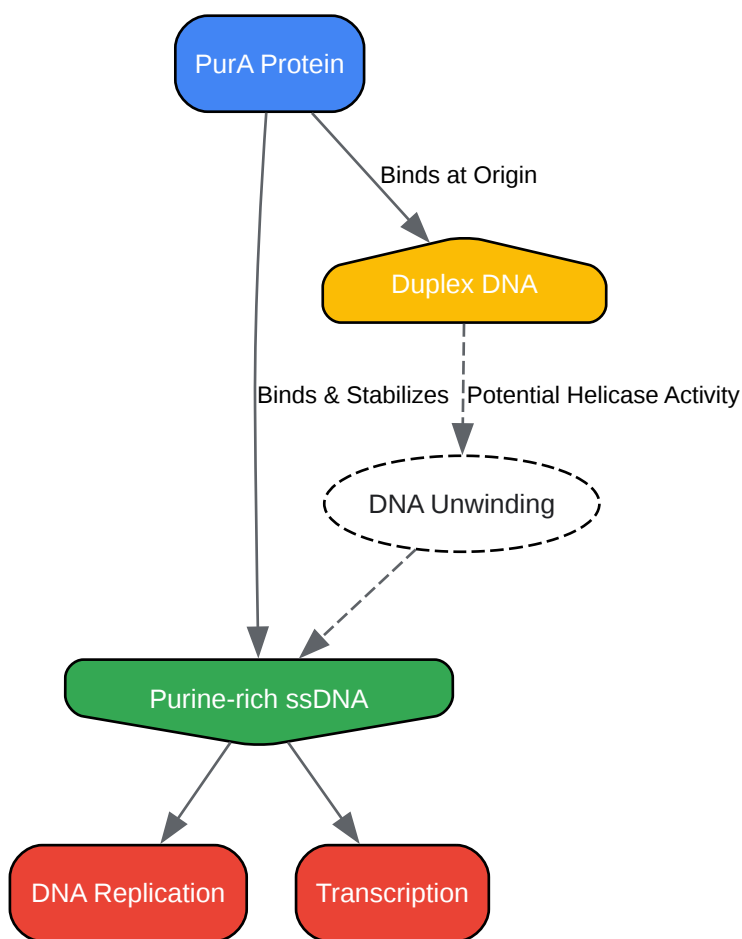 PurA Protein
Binds at Origin
Duplex DNA
Binds & Stabilizes
Potential Helicase Activity
DNA Unwinding
Purine-rich ssDNA
DNA Replication
Transcription